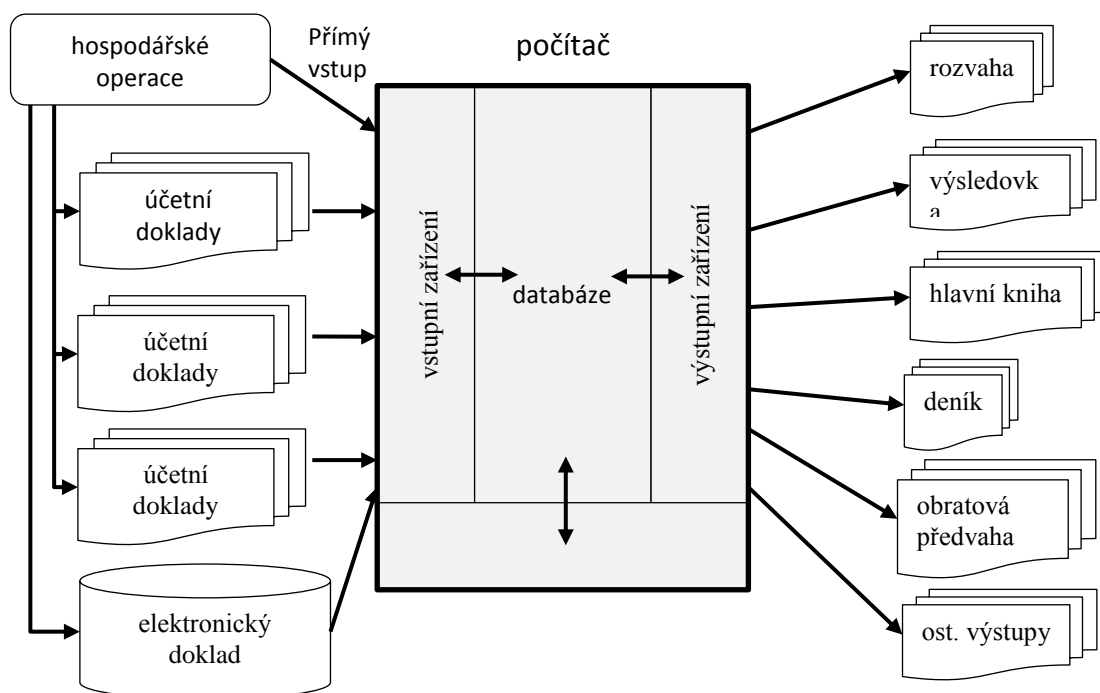 hospodářské
operace
Přímý
vstup
počítač
účetní
doklady
účetní
doklady
účetní
doklady
elektronický
doklad
vstupní zařízení
databáze
výstupní zařízení
rozvaha
výsledovk
a
hlavní kniha
deník
obratová
předvaha
ost. výstupy